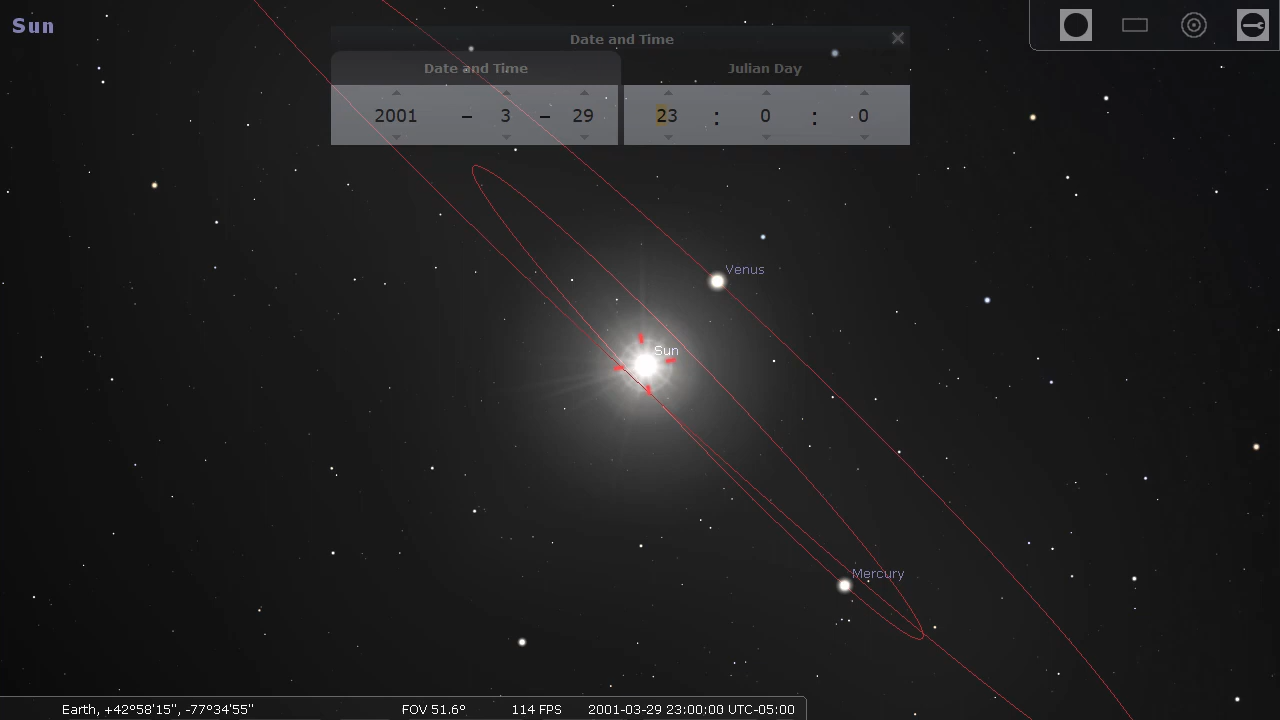 Sun
Date and Time
Date and Time Julian Day
2001 – 3 – 29 23 : 0 : 0
Venus
Sun
Mercury
Earth, +42°58'15", -77°34'55" FOV 51.6° 114 FPS 2001-03-29 23:00:00 UTC-05:00